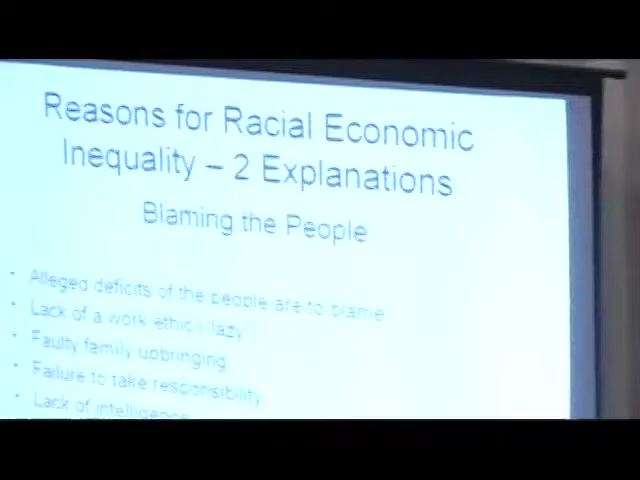 Reasons for Racial Economic
Inequality – 2 Explanations
Blaming the People
• Alleged deficits of the people are to blame
• Lack of a work ethic ("lazy")
• Faulty family upbringing
• Failure to take responsibility
• Lack of intelligence